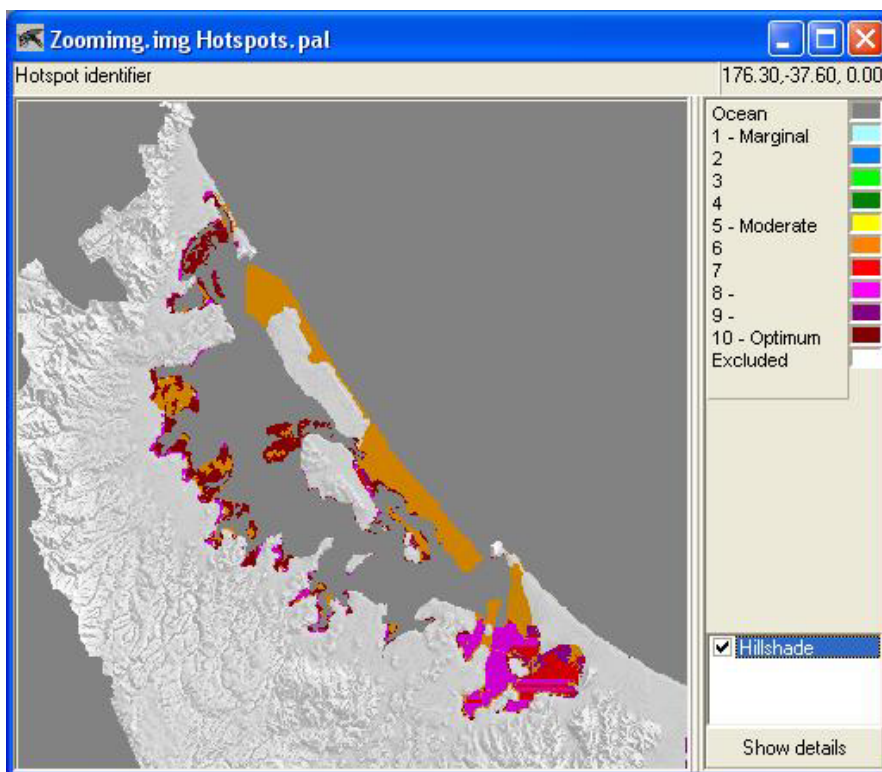 Zoomimg.img Hotspots.pal
Hotspot identifier
176.30,-37.60, 0.00
Ocean
1 - Marginal
2
3
4
5 - Moderate
6
7
8 -
9 -
10 - Optimum
Excluded
Hillshade
Show details